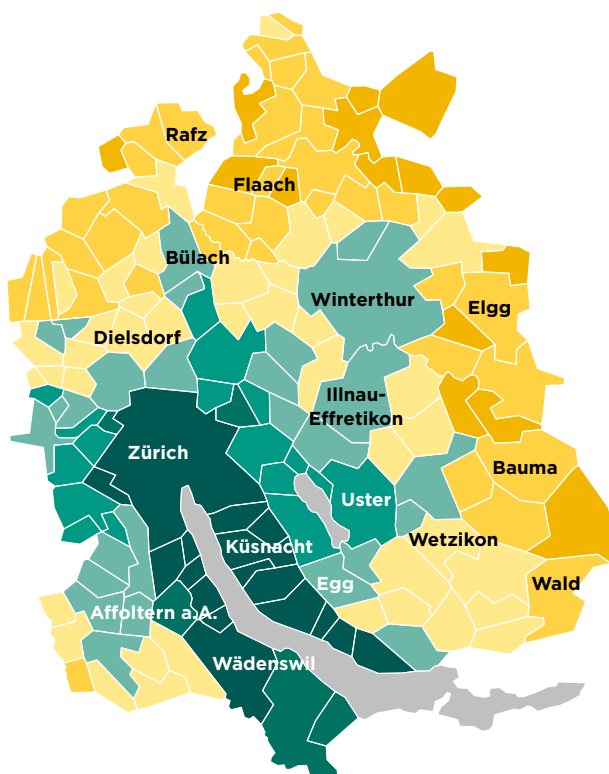 Rafz
Flaach
Bülach
Winterthur
Elgg
Dielsdorf
Illnau-
Effretikon
Zürich
Bauma
Uster
Wetzikon
Küsnacht
Egg
Wald
Affoltern a.A.
Wädenswil